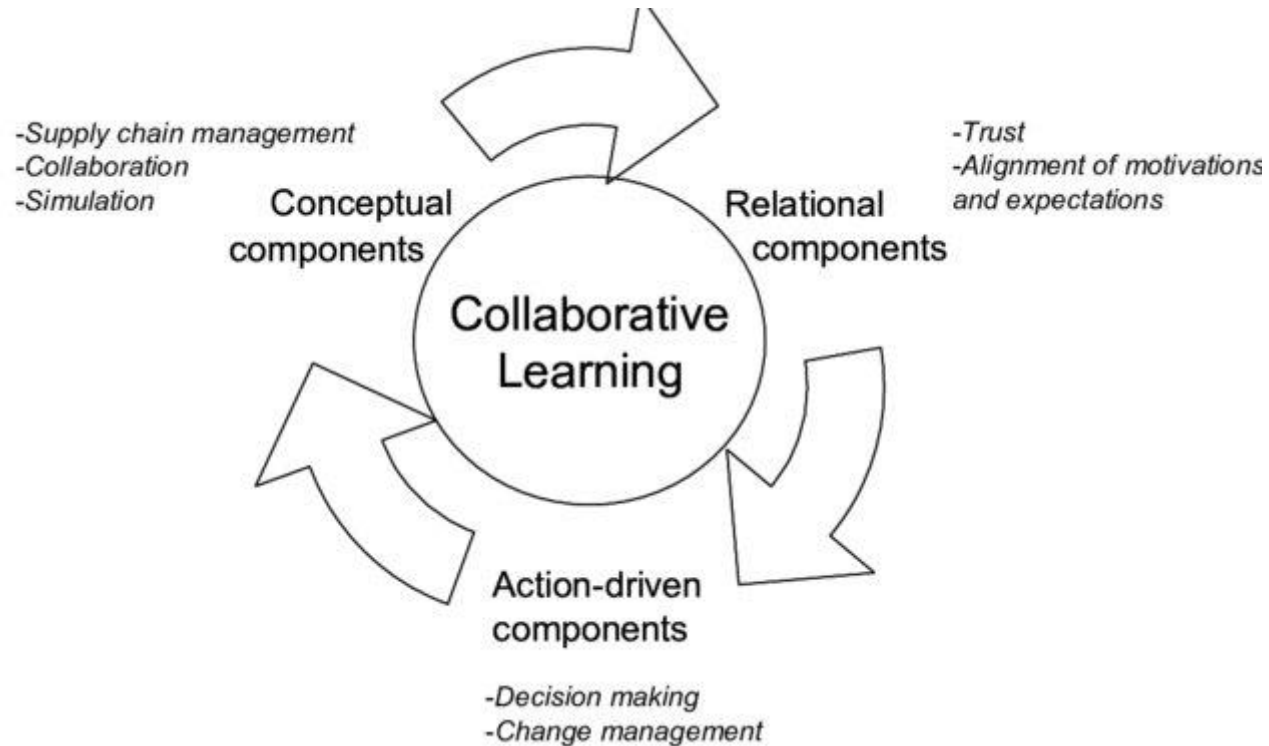 -Supply chain management
-Collaboration
-Simulation
Conceptual
components
-Trust
-Alignment of motivations
and expectations
Relational
components
Collaborative
Learning
Action-driven
components
-Decision making
-Change management